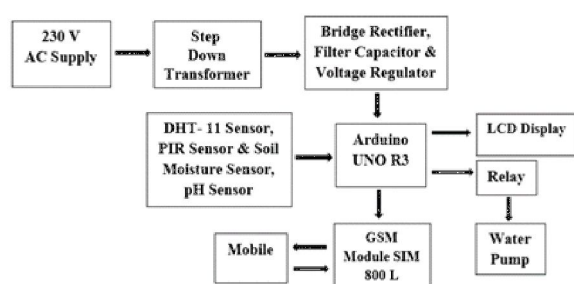 230 V
AC Supply
Step
Down
Transformer
Bridge Rectifier,
Filter Capacitor &
Voltage Regulator
DHT- 11 Sensor,
PIR Sensor & Soil
Moisture Sensor,
pH Sensor
Arduino
UNO R3
LCD Display
Relay
Mobile
GSM
Module SIM
800 L
Water
Pump